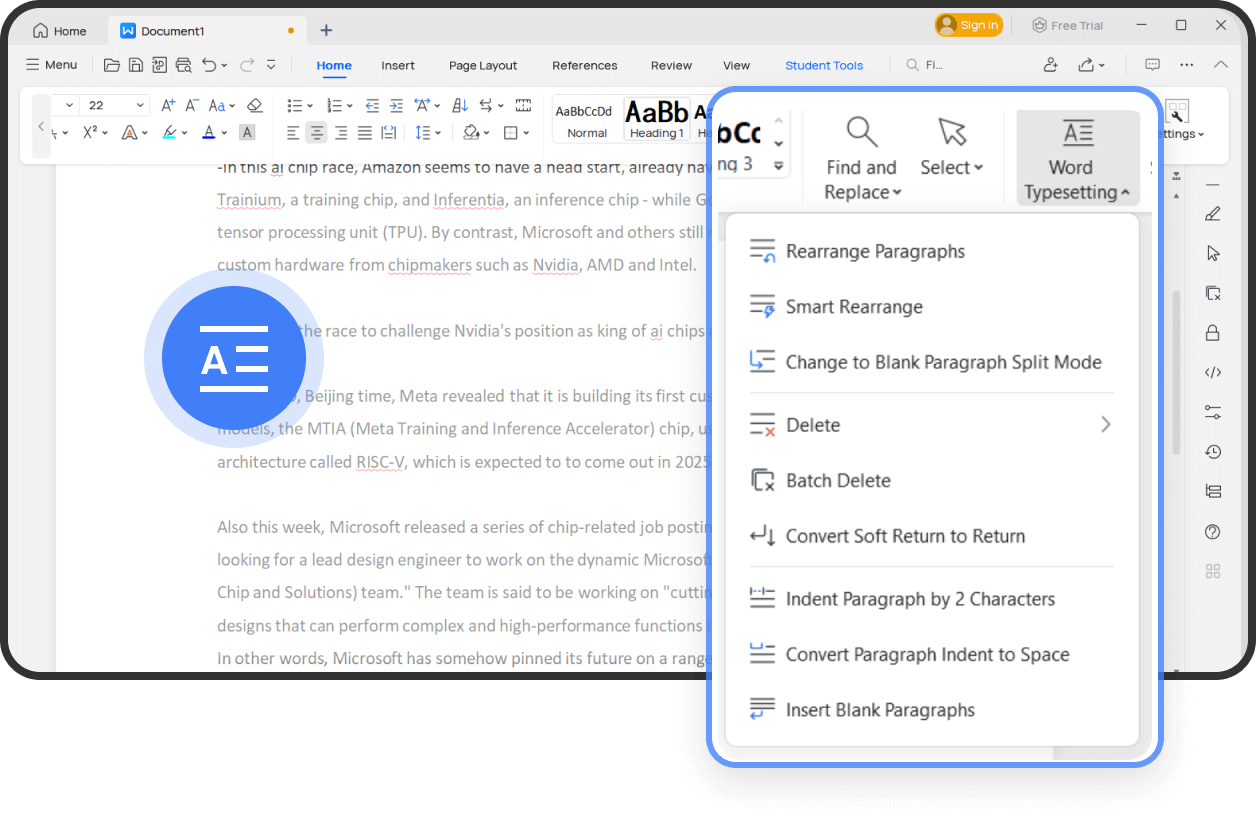 Home
Document1
Sign in
Free Trial
Menu
Home
Insert
Page Layout
References
Review
View
Student Tools
Fi...
22
AaBbCcDd
Normal
AaBb
Heading 1
He
bCc
ng 3
Find and
Replace
Select
Word
Typesetting
ettings
-In this ai chip race, Amazon seems to have a head start, already hav
Trainium, a training chip, and Inferentia, an inference chip - while G
tensor processing unit (TPU). By contrast, Microsoft and others still
custom hardware from chipmakers such as Nvidia, AMD and Intel.
the race to challenge Nvidia's position as king of ai chips
, Beijing time, Meta revealed that it is building its first cus
models, the MTIA (Meta Training and Inference Accelerator) chip, u
architecture called RISC-V, which is expected to to come out in 2025
Also this week, Microsoft released a series of chip-related job postin
looking for a lead design engineer to work on the dynamic Microsof
Chip and Solutions) team." The team is said to be working on "cuttin
designs that can perform complex and high-performance functions i
In other words, Microsoft has somehow pinned its future on a range
A
Rearrange Paragraphs
Smart Rearrange
Change to Blank Paragraph Split Mode
Delete
Batch Delete
Convert Soft Return to Return
Indent Paragraph by 2 Characters
Convert Paragraph Indent to Space
Insert Blank Paragraphs